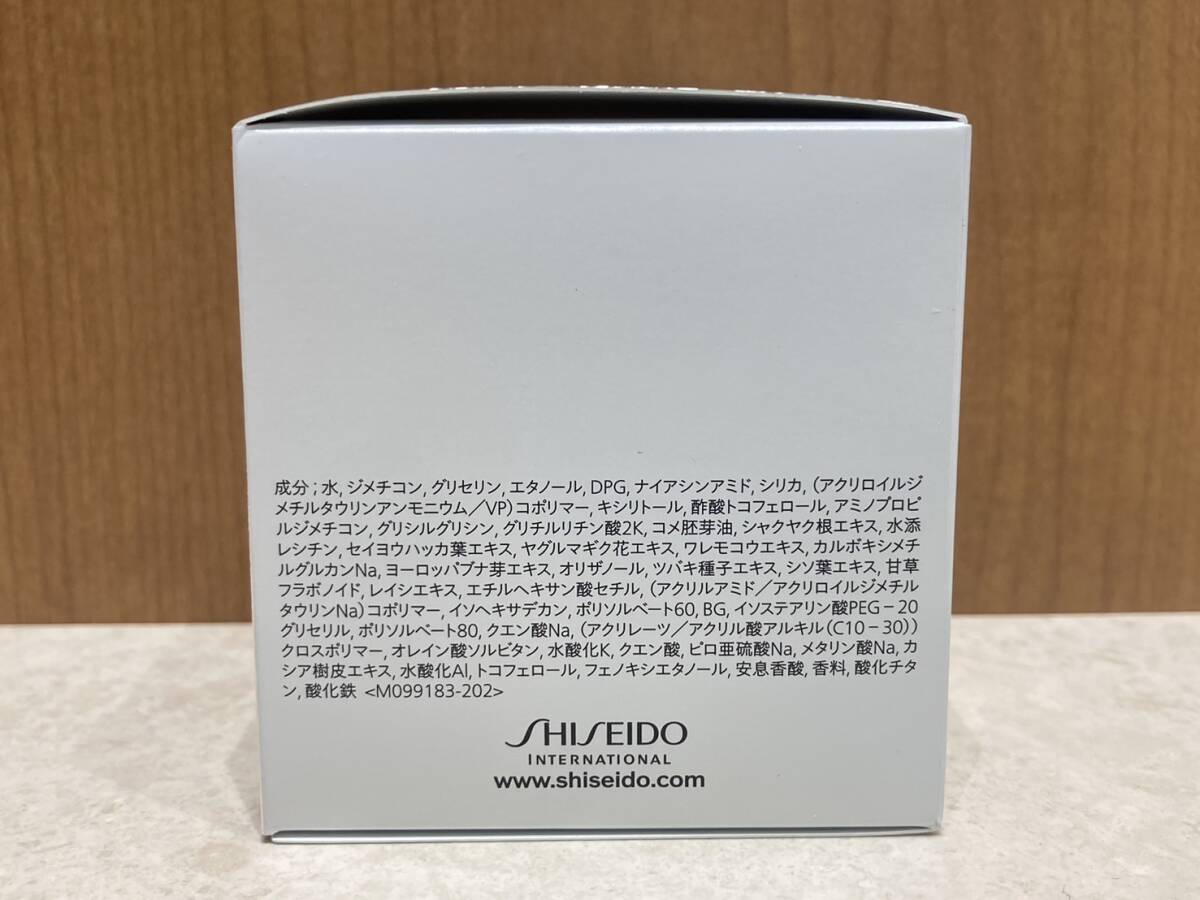 成分；水, ジメチコン, グリセリン, エタノール, DPG, ナイアシンアミド, シリカ, (アクリロイルジ
メチルタウリンアンモニウム／VP)コポリマー, キシリトール, 酢酸トコフェロール, アミノプロピ
ルジメチコン, グリシルグリシン, グリチルリチン酸2K, コメ胚芽油, シャクヤク根エキス, 水添
レシチン, セイヨウハッカ葉エキス, ヤグルマギク花エキス, ワレモコウエキス, カルボキシメチ
ルグルカンNa, ヨーロッパブナ芽エキス, オリザノール, ツバキ種子エキス, シソ葉エキス, 甘草
フラボノイド, レイシエキス, エチルヘキサン酸セチル, (アクリルアミド／アクリロイルジメチル
タウリンNa)コポリマー, イソヘキサデカン, ポリソルベート60, BG, イソステアリン酸PEG－20
グリセリル, ポリソルベート80, クエン酸Na, (アクリレーツ／アクリル酸アルキル(C10－30))
クロスポリマー, オレイン酸ソルビタン, 水酸化K, クエン酸, ピロ亜硫酸Na, メタリン酸Na, カ
シア樹皮エキス, 水酸化Al, トコフェロール, フェノキシエタノール, 安息香酸, 香料, 酸化チタ
ン, 酸化鉄 <M099183-202>
SHISEIDO
INTERNATIONAL
www.shiseido.com